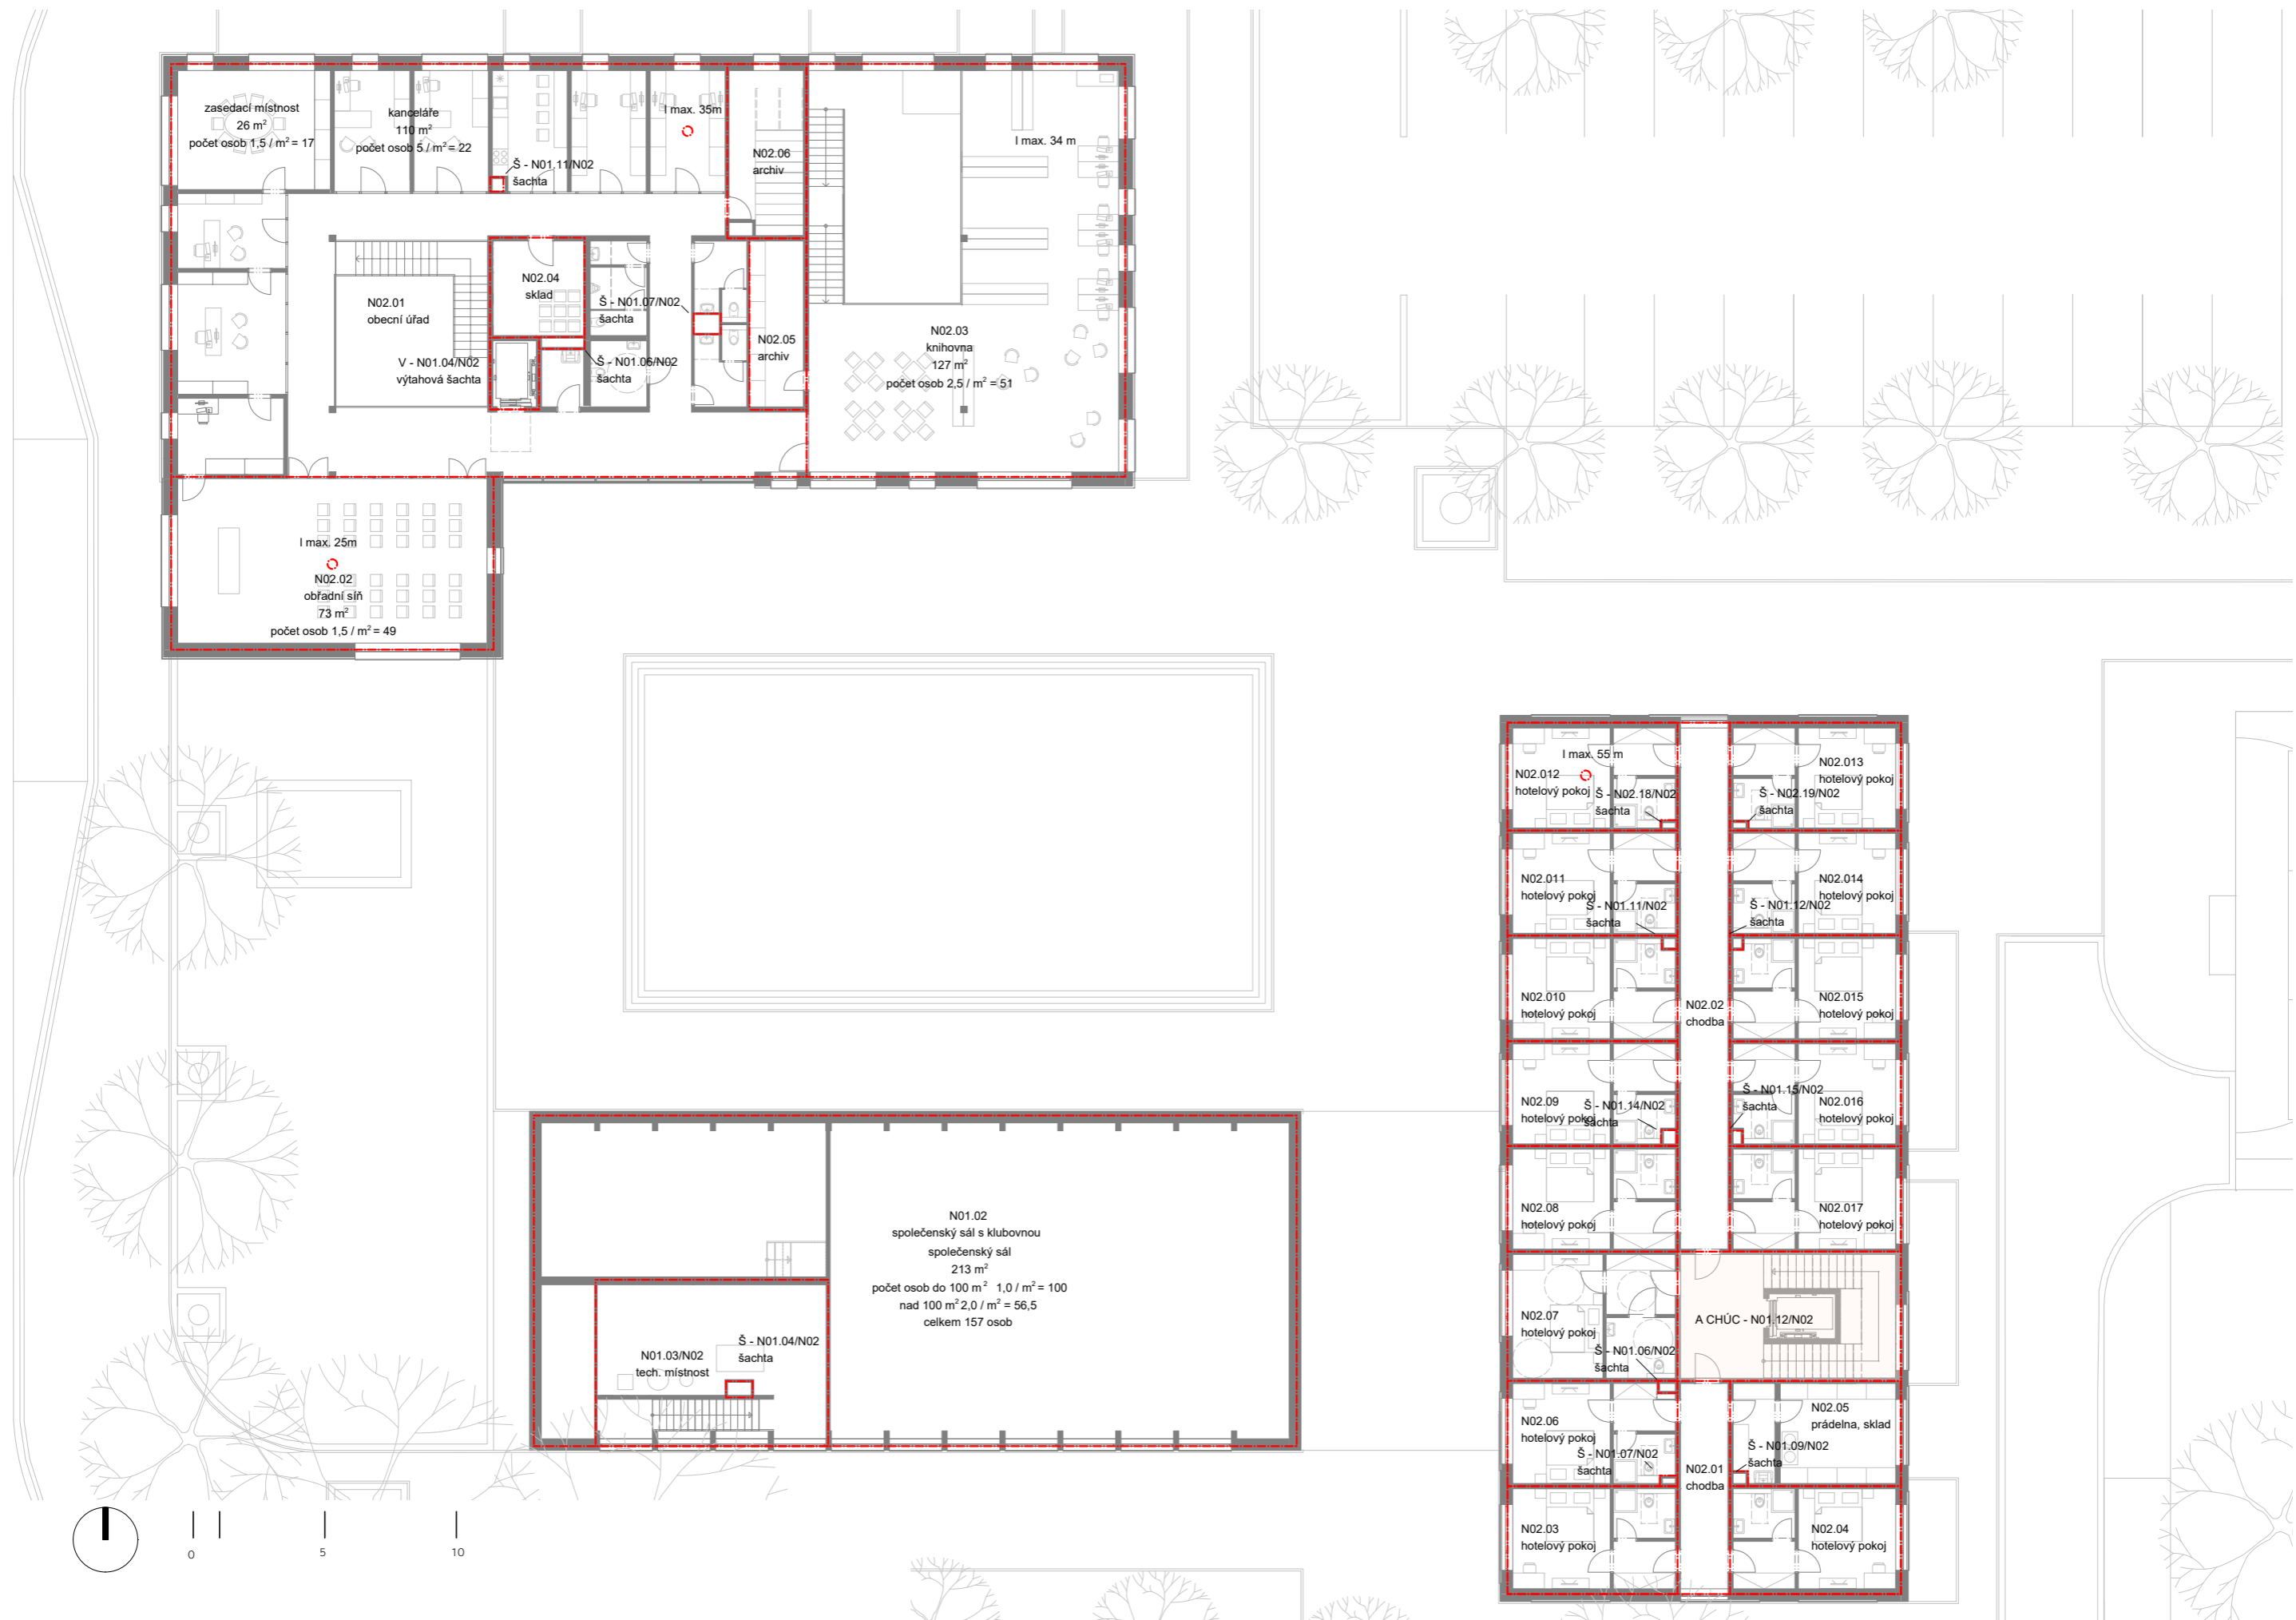 zasedací místnost
26 m²
počet osob 1,5 / m² = 17
kanceláře
110 m²
počet osob 5 / m² = 22
l max. 35m
Š - N01.11/N02
šachta
N02.06
archiv
l max. 34 m
N02.04
sklad
N02.01
obecní úřad
Š - N01.07/N02
šachta
V - N01.04/N02
výtahová šachta
Š - N01.06/N02
šachta
N02.05
archiv
N02.03
knihovna
127 m²
počet osob 2,5 / m² = 51
l max. 25m
N02.02
obřadní síň
73 m²
počet osob 1,5 / m² = 49
l max. 55 m
N02.012
hotelový pokoj
Š - N02.18/N02
šachta
Š - N02.19/N02
šachta
N02.013
hotelový pokoj
N02.011
hotelový pokoj
Š - N01.11/N02
šachta
Š - N01.12/N02
šachta
N02.014
hotelový pokoj
N02.010
hotelový pokoj
N02.02
chodba
N02.015
hotelový pokoj
N02.09
hotelový pokoj
Š - N01.14/N02
šachta
Š - N01.15/N02
šachta
N02.016
hotelový pokoj
N02.08
hotelový pokoj
N02.017
hotelový pokoj
N01.02
společenský sál s klubovnou
společenský sál
213 m²
počet osob do 100 m² 1,0 / m² = 100
nad 100 m² 2,0 / m² = 56,5
celkem 157 osob
N01.03/N02
tech. místnost
Š - N01.04/N02
šachta
N02.07
hotelový pokoj
A CHÚC - N01.12/N02
Š - N01.06/N02
šachta
N02.06
hotelový pokoj
Š - N01.07/N02
šachta
N02.05
prádelna, sklad
Š - N01.09/N02
šachta
N02.01
chodba
N02.03
hotelový pokoj
N02.04
hotelový pokoj
0
5
10